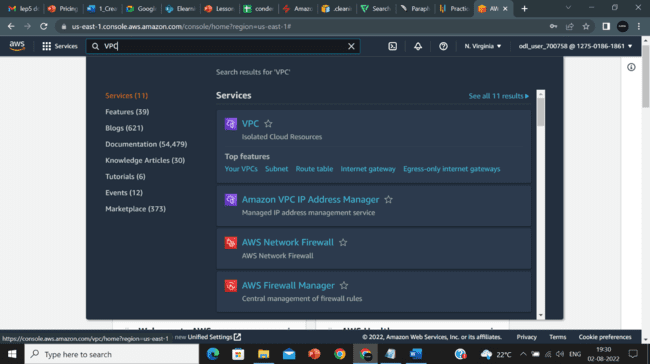 lep5 d
Pricing
1_Cre
Google
Elearni
Lesson
condo
Amazo
.cleani
Search
Paraph
Practic
AW
us-east-1.console.aws.amazon.com/console/home?region=us-east-1#
aws
Services
VPC
N. Virginia
odl_user_700758 @ 1275-0186-1861
Search results for 'VPC'
Services (11)
Features (39)
Blogs (621)
Documentation (54,479)
Knowledge Articles (30)
Tutorials (6)
Events (12)
Marketplace (373)
Services
See all 11 results
VPC
Isolated Cloud Resources
Top features
Your VPCs Subnet Route table Internet gateway Egress-only internet gateways
Amazon VPC IP Address Manager
Managed IP address management service
AWS Network Firewall
AWS Network Firewall
AWS Firewall Manager
Central management of firewall rules
https://console.aws.amazon.com/vpc/home?region=us-east-1
new Unified Settings
© 2022, Amazon Web Services, Inc. or its affiliates.
Privacy
Terms
Cookie preferences
Type here to search
22°C
19:30
02-08-2022